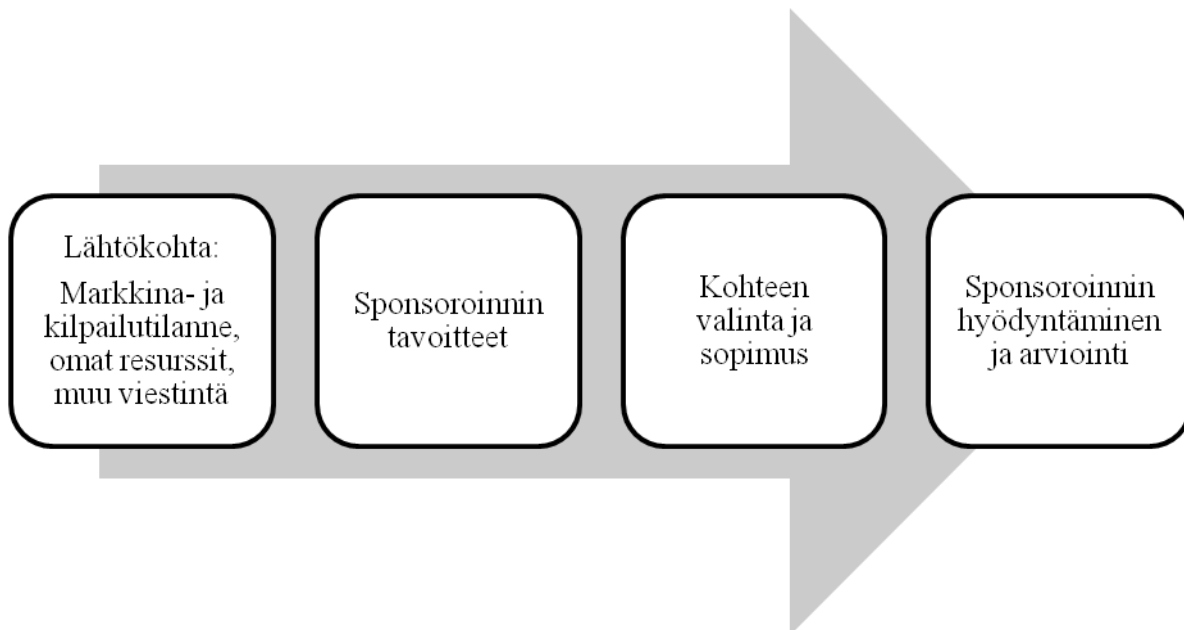 Lähtökohta:
Markkina- ja
kilpailutilanne,
omat resurssit,
muu viestintä
Sponsoroinnin
tavoitteet
Kohteen
valinta ja
sopimus
Sponsoroinnin
hyödyntäminen
ja arviointi